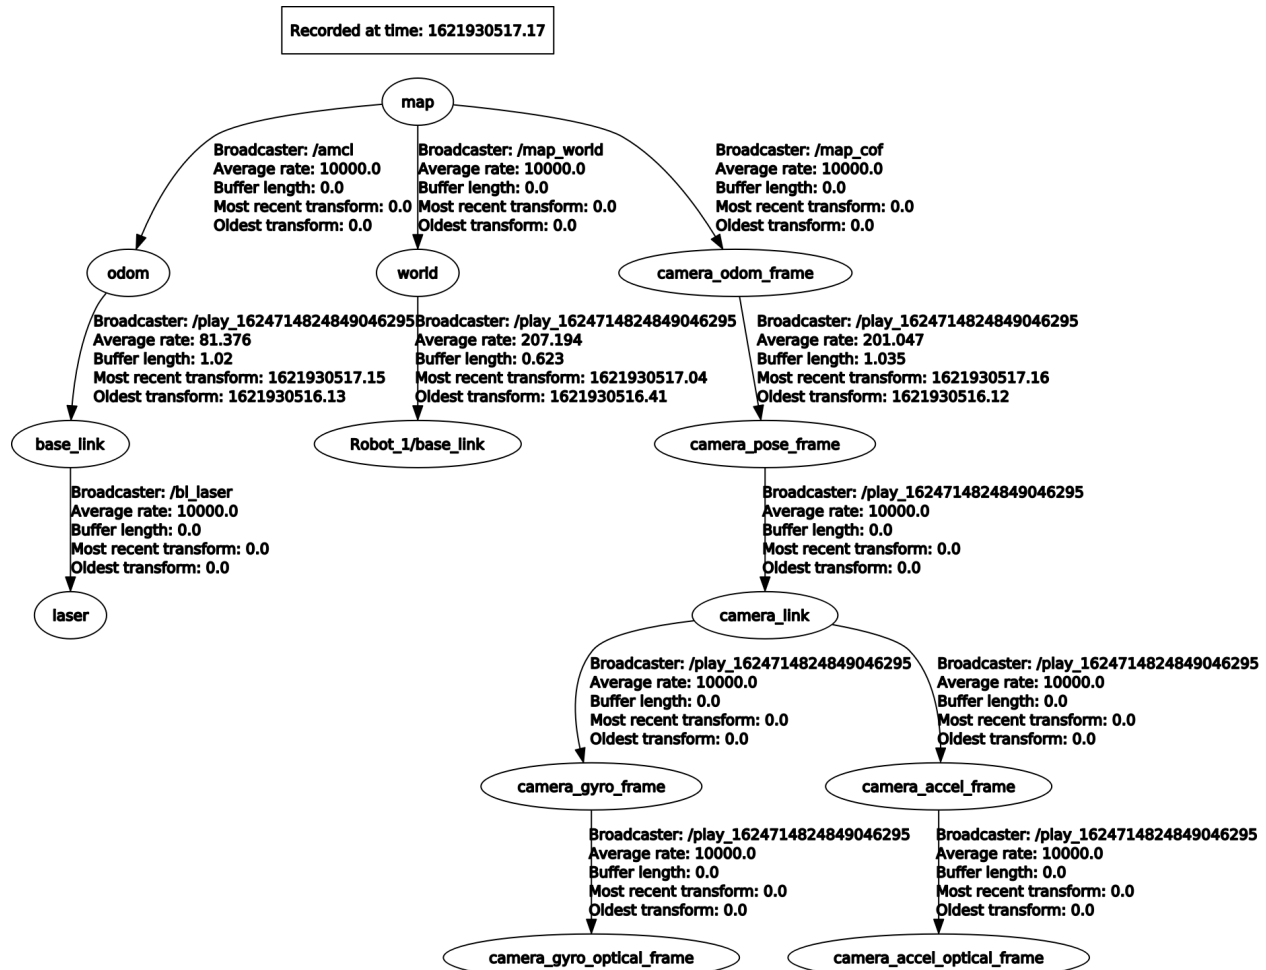 Recorded at time: 1621930517.17
map
Broadcaster: /amcl
Average rate: 10000.0
Buffer length: 0.0
Most recent transform: 0.0
Oldest transform: 0.0
Broadcaster: /map_world
Average rate: 10000.0
Buffer length: 0.0
Most recent transform: 0.0
Oldest transform: 0.0
Broadcaster: /map_cof
Average rate: 10000.0
Buffer length: 0.0
Most recent transform: 0.0
Oldest transform: 0.0
odom
world
camera_odom_frame
Broadcaster: /play_1624714824849046295
Average rate: 81.376
Buffer length: 1.02
Most recent transform: 1621930517.15
Oldest transform: 1621930516.13
Broadcaster: /play_1624714824849046295
Average rate: 207.194
Buffer length: 0.623
Most recent transform: 1621930517.04
Oldest transform: 1621930516.41
Broadcaster: /play_1624714824849046295
Average rate: 201.047
Buffer length: 1.035
Most recent transform: 1621930517.16
Oldest transform: 1621930516.12
base_link
Robot_1/base_link
camera_pose_frame
Broadcaster: /bl_laser
Average rate: 10000.0
Buffer length: 0.0
Most recent transform: 0.0
Oldest transform: 0.0
Broadcaster: /play_1624714824849046295
Average rate: 10000.0
Buffer length: 0.0
Most recent transform: 0.0
Oldest transform: 0.0
laser
camera_link
Broadcaster: /play_1624714824849046295
Average rate: 10000.0
Buffer length: 0.0
Most recent transform: 0.0
Oldest transform: 0.0
Broadcaster: /play_1624714824849046295
Average rate: 10000.0
Buffer length: 0.0
Most recent transform: 0.0
Oldest transform: 0.0
camera_gyro_frame
camera_accel_frame
Broadcaster: /play_1624714824849046295
Average rate: 10000.0
Buffer length: 0.0
Most recent transform: 0.0
Oldest transform: 0.0
Broadcaster: /play_1624714824849046295
Average rate: 10000.0
Buffer length: 0.0
Most recent transform: 0.0
Oldest transform: 0.0
camera_gyro_optical_frame
camera_accel_optical_frame